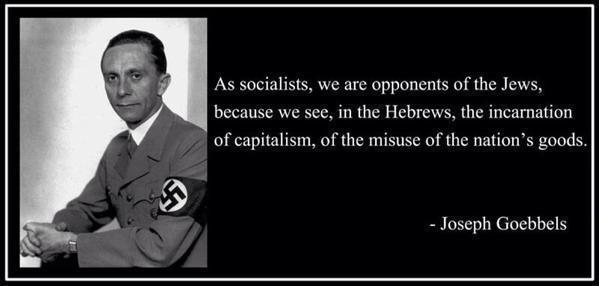 As socialists, we are opponents of the Jews,
because we see, in the Hebrews, the incarnation
of capitalism, of the misuse of the nation's goods.
- Joseph Goebbels